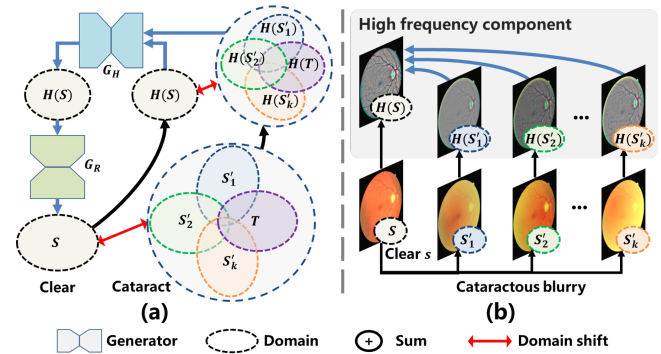 G_H
H(S)
H(S)
H(S'_1)
H(S'_2)
H(T)
H(S'_k)
G_R
S
S'_1
S'_2
T
S'_k
Clear
Cataract
(a)
High frequency component
H(S)
H(S'_1)
H(S'_2)
...
H(S'_k)
S
S'_1
S'_2
...
S'_k
Clear s
Cataractous blurry
(b)
Generator
Domain
+
Sum
Domain shift